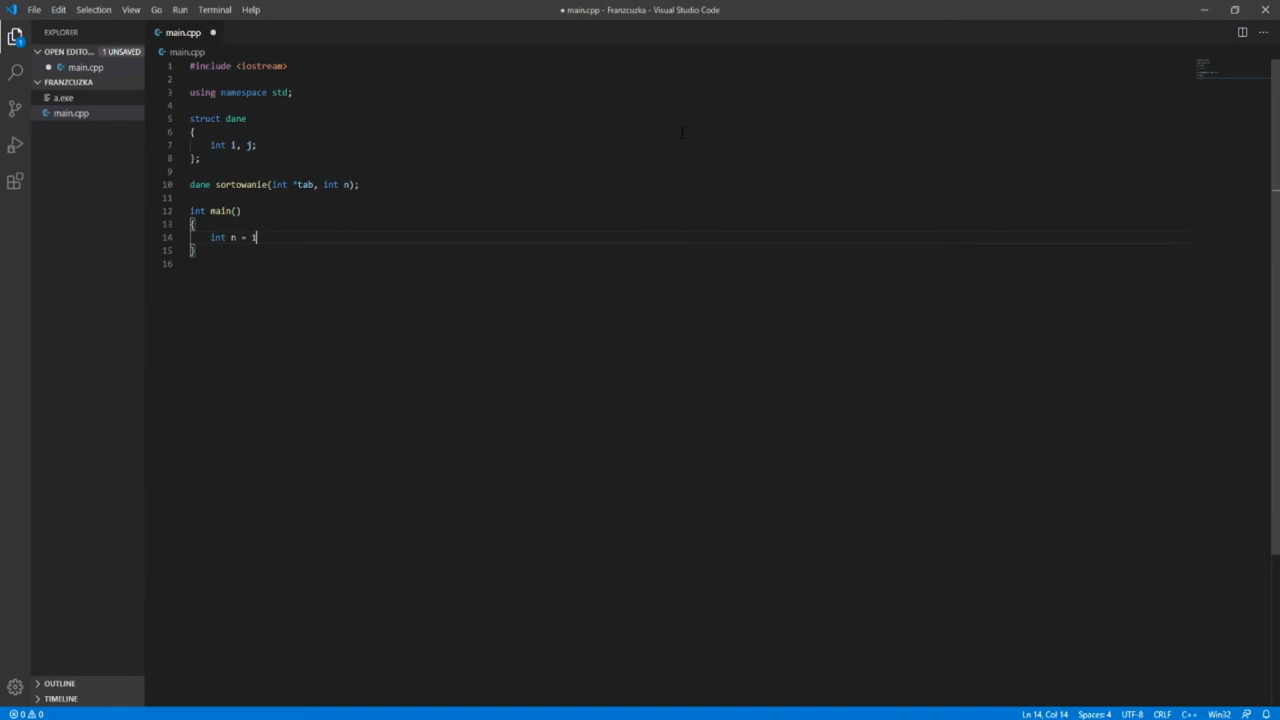 File Edit Selection View Go Run Terminal Help
● main.cpp - Franzcuzka - Visual Studio Code
EXPLORER
OPEN EDITO... 1 UNSAVED
main.cpp
FRANZCUZKA
a.exe
main.cpp
OUTLINE
TIMELINE
main.cpp
main.cpp
1 #include <iostream>
2
3 using namespace std;
4
5 struct dane
6 {
7 int i, j;
8 };
9
10 dane sortowanie(int *tab, int n);
11
12 int main()
13 {
14 int n = 1
15 }
16
0 0
Ln 14, Col 14 Spaces: 4 UTF-8 CRLF C++ Win32